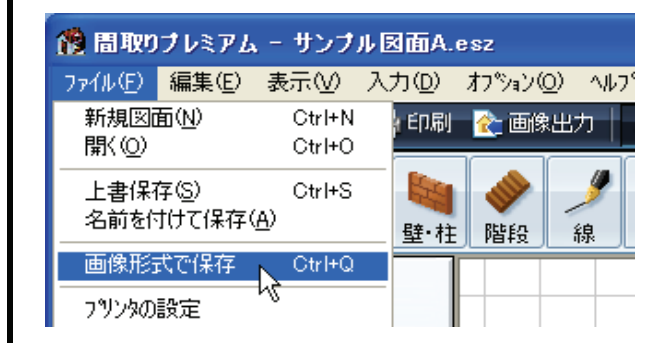 間取りプレミアム - サンプル図面A.esz
ファイル(F) 編集(E) 表示(V) 入力(D) オプション(O)
新規図面(N) Ctrl+N
開く(O) Ctrl+O
印刷 画像出力
上書保存(S) Ctrl+S
名前を付けて保存(A)
壁・柱 階段 線
画像形式で保存 Ctrl+Q
プリンタの設定